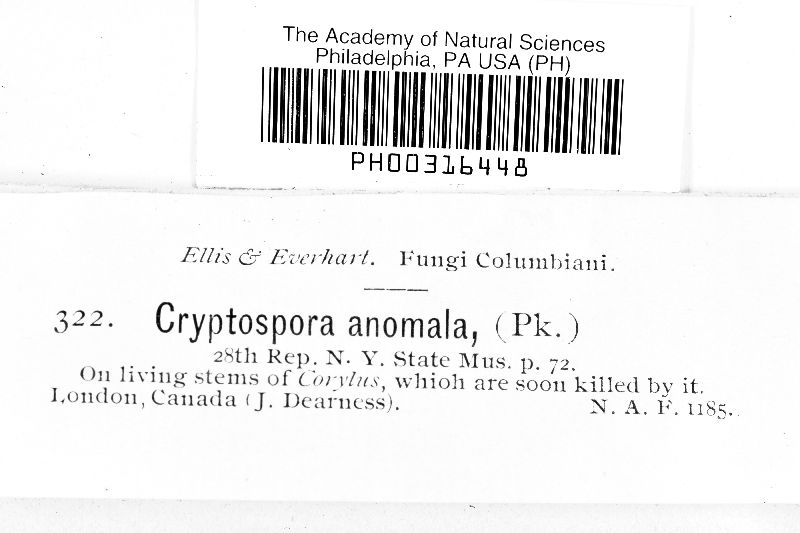 The Academy of Natural Sciences
Philadelphia, PA USA (PH)
PH00316448
Ellis & Everhart. Fungi Columbiani.
322. Cryptospora anomala, (Pk.)
28th Rep. N. Y. State Mus. p. 72.
On living stems of Corylus, whioh are soon killed by it.
London, Canada (J. Dearness). N. A. F. 1185.